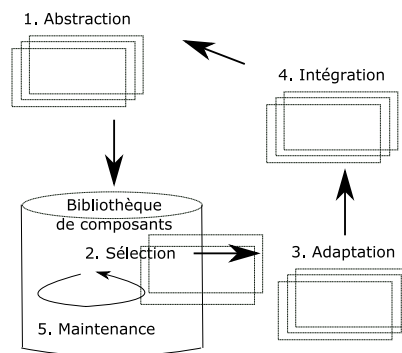 1. Abstraction
4. Intégration
Bibliothèque
de composants
2. Sélection
3. Adaptation
5. Maintenance